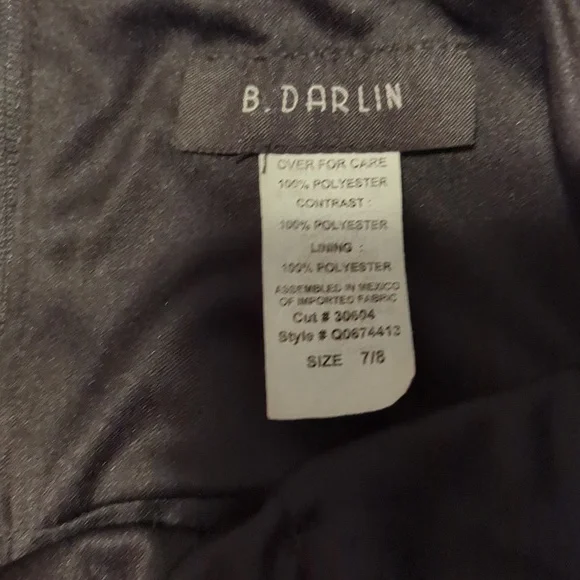 B. DARLIN
OVER FOR CARE
100% POLYESTER
CONTRAST :
100% POLYESTER
LINING :
100% POLYESTER
ASSEMBLED IN MEXICO
OF IMPORTED FABRIC
Cut # 30604
Style # Q0674413
SIZE 7/8